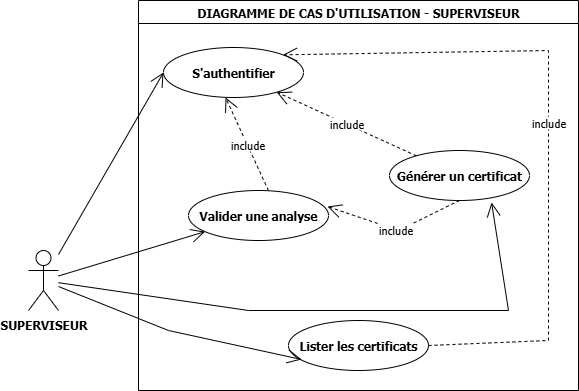 DIAGRAMME DE CAS D'UTILISATION - SUPERVISEUR
S'authentifier
include
include
include
Générer un certificat
Valider une analyse
include
SUPERVISEUR
Lister les certificats